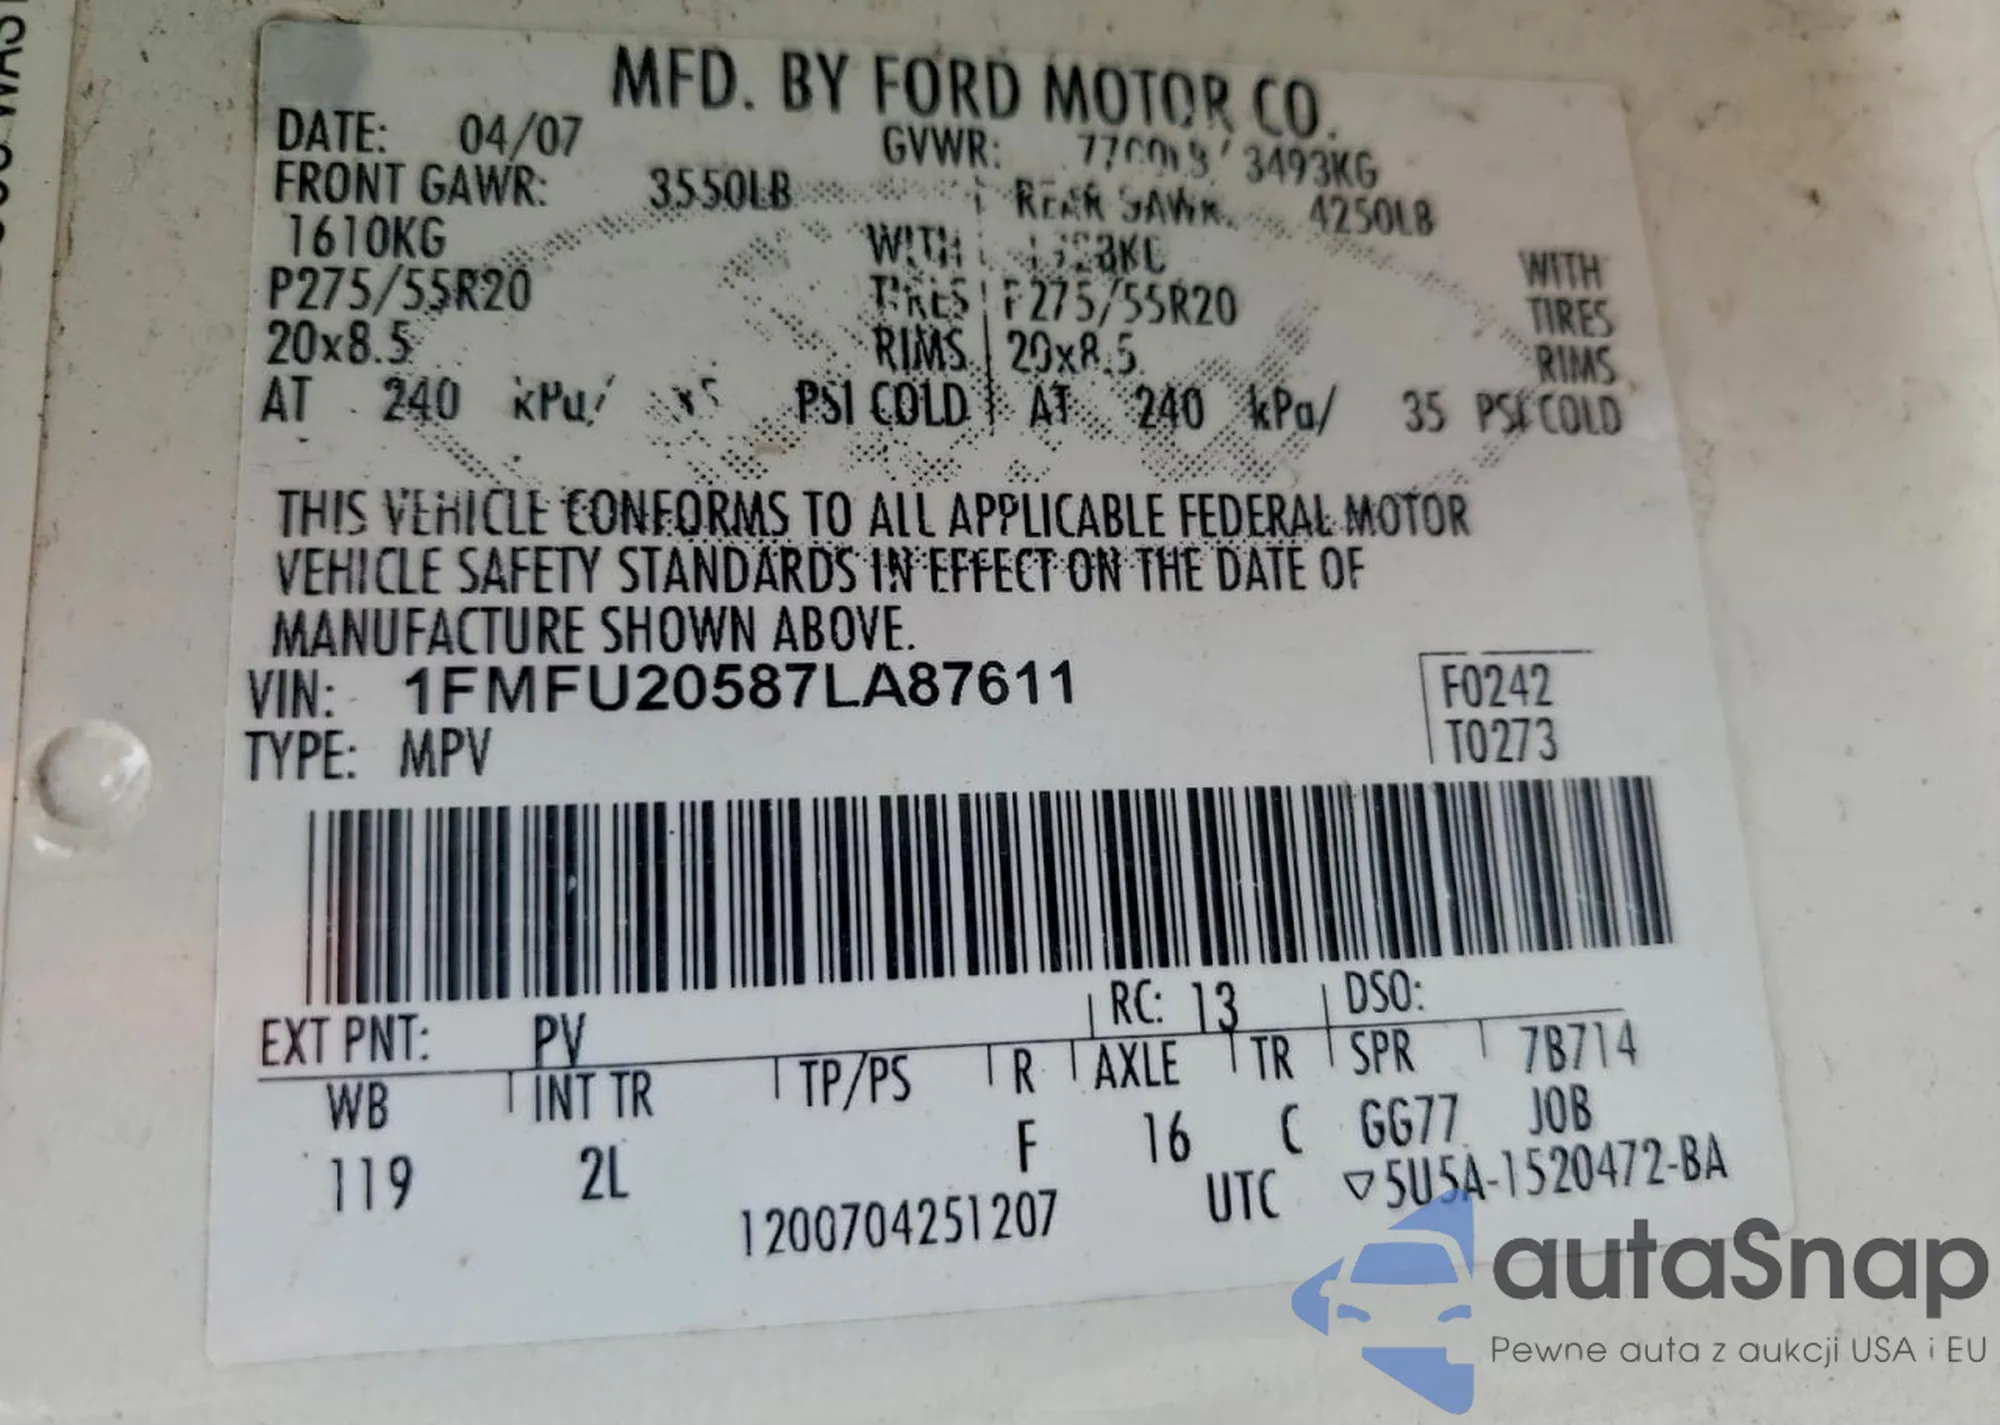 MFD. BY FORD MOTOR CO.
DATE: 04/07 GVWR: 3493KG
FRONT GAWR: 3550LB REAR GAWR: 4250LB
1610KG WITH WITH
P275/55R20 TIRES P275/55R20 TIRES
20x8.5 RIMS 20x8.5 RIMS
AT 240 kPa/ PSI COLD AT 240 kPa/ 35 PSI COLD
THIS VEHICLE CONFORMS TO ALL APPLICABLE FEDERAL MOTOR
VEHICLE SAFETY STANDARDS IN EFFECT ON THE DATE OF
MANUFACTURE SHOWN ABOVE.
VIN: 1FMFU20587LA87611 F0242
TYPE: MPV T0273
EXT PNT: PV RC: 13 DSO:
WB INT TR TP/PS R AXLE TR SPR 7B714
119 2L F 16 C GG77 JOB
1200704251207 UTC ▽5U5A-1520472-BA
autaSnap
Pewne auta z aukcji USA i EU